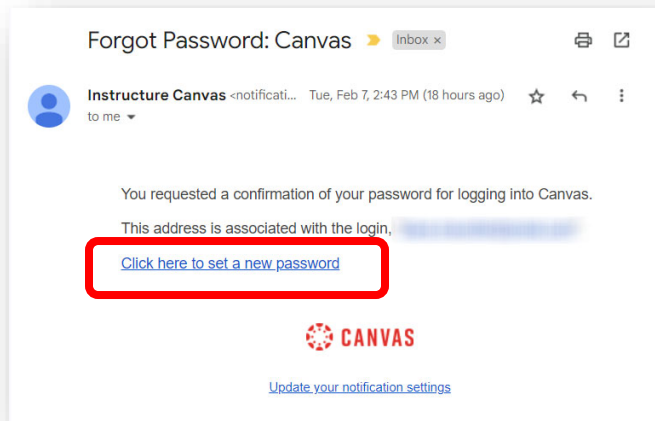 Forgot Password: Canvas Inbox ×
Instructure Canvas <notificati... Tue, Feb 7, 2:43 PM (18 hours ago)
to me
You requested a confirmation of your password for logging into Canvas.
This address is associated with the login,
Click here to set a new password
CANVAS
Update your notification settings